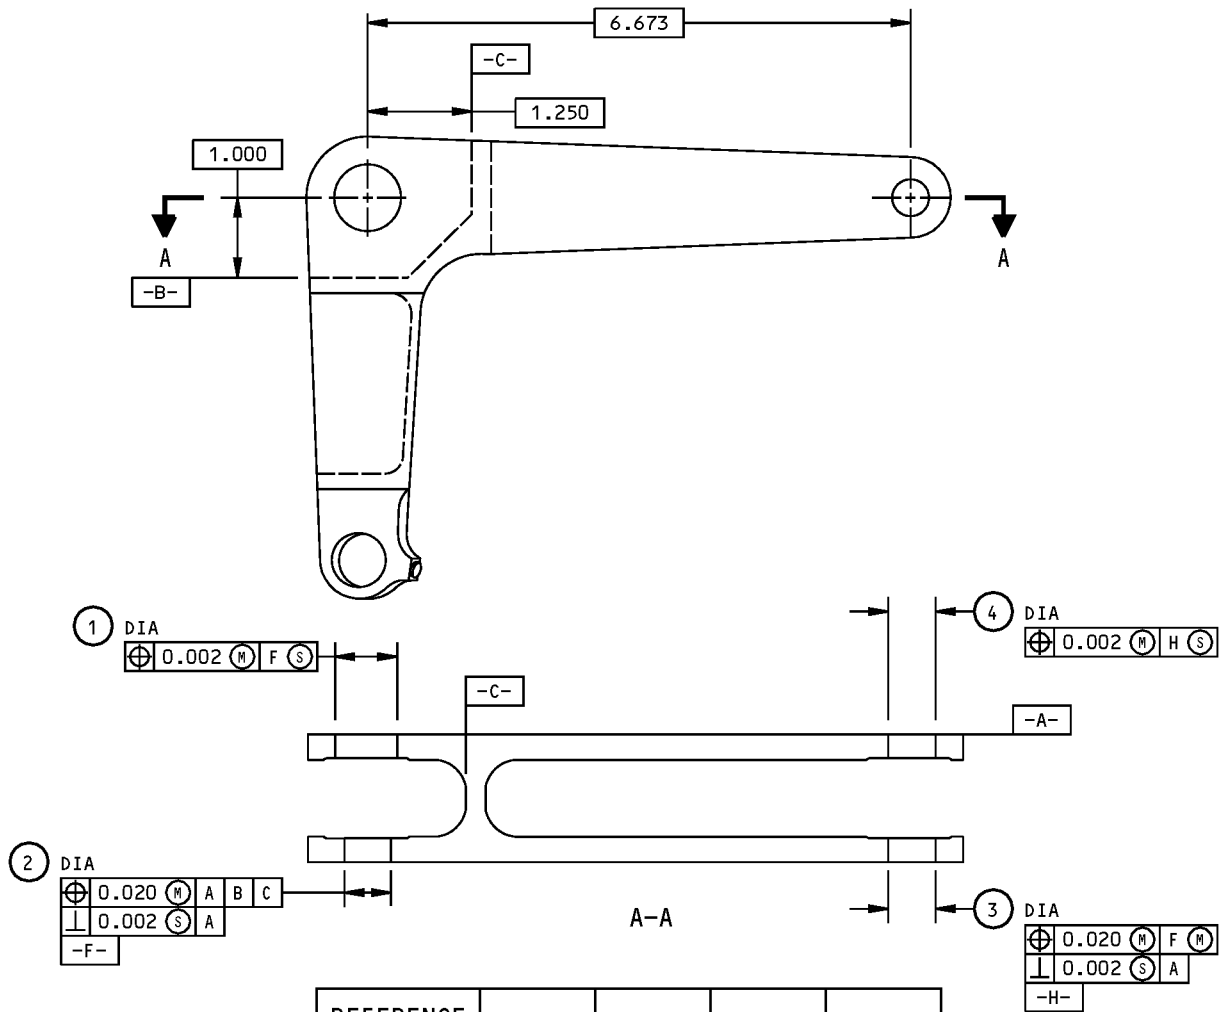 6.673
-C-
1.250
1.000
A
A
-B-
1 DIA
⌖ 0.002 Ⓜ F Ⓢ
4 DIA
⌖ 0.002 Ⓜ H Ⓢ
-C-
-A-
2 DIA
⌖ 0.020 Ⓜ A B C
⊥ 0.002 Ⓢ A
-F-
A-A
3 DIA
⌖ 0.020 Ⓜ F Ⓜ
⊥ 0.002 Ⓢ A
-H-
REFERENCE